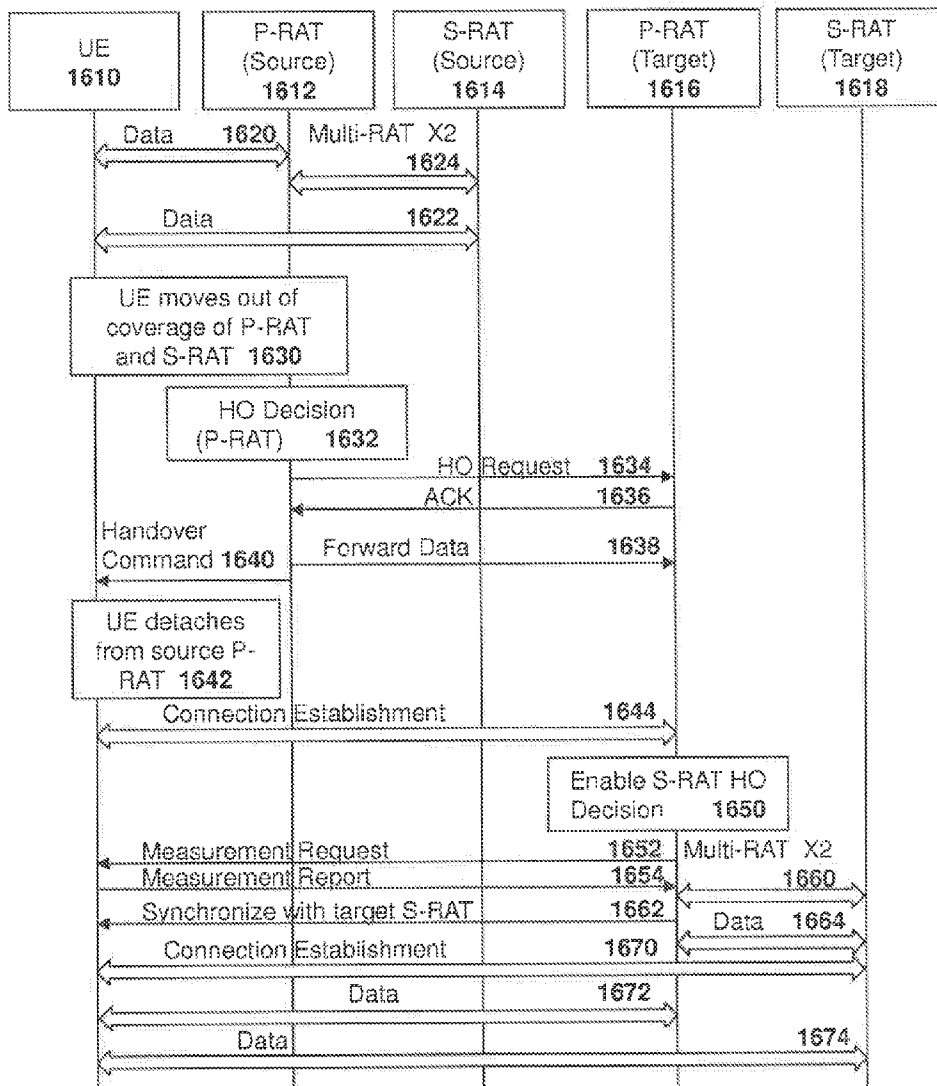 UE
1610
P-RAT
(Source)
1612
S-RAT
(Source)
1614
P-RAT
(Target)
1616
S-RAT
(Target)
1618
Data 1620
Multi-RAT X2
1624
Data 1622
UE moves out of
coverage of P-RAT
and S-RAT 1630
HO Decision
(P-RAT) 1632
HO Request 1634
ACK 1636
Handover
Command 1640
Forward Data 1638
UE detaches
from source P-
RAT 1642
Connection Establishment 1644
Enable S-RAT HO
Decision 1650
Measurement Request 1652
Multi-RAT X2
Measurement Report 1654
1660
Synchronize with target S-RAT 1662
Data 1664
Connection Establishment 1670
Data 1672
Data 1674